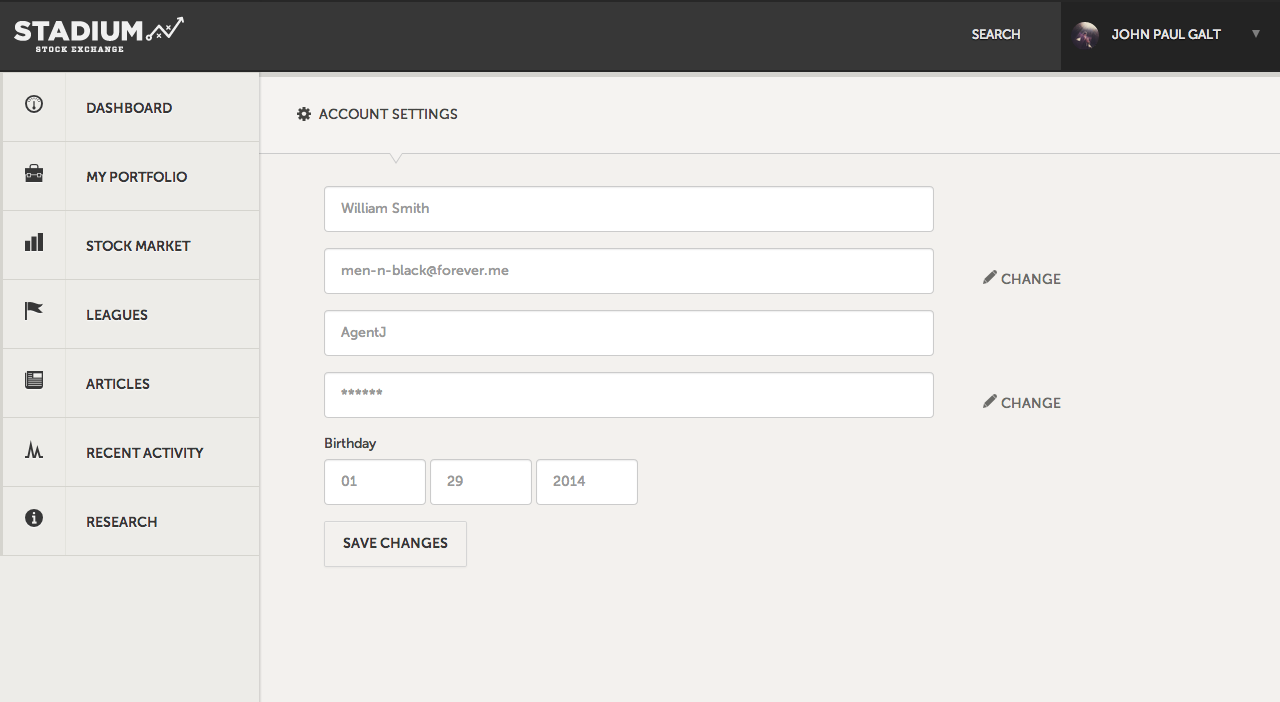 STADIUM
STOCK EXCHANGE
SEARCH
JOHN PAUL GALT
DASHBOARD
MY PORTFOLIO
STOCK MARKET
LEAGUES
ARTICLES
RECENT ACTIVITY
RESEARCH
ACCOUNT SETTINGS
William Smith
men-n-black@forever.me
CHANGE
AgentJ
******
CHANGE
Birthday
01 29 2014
SAVE CHANGES